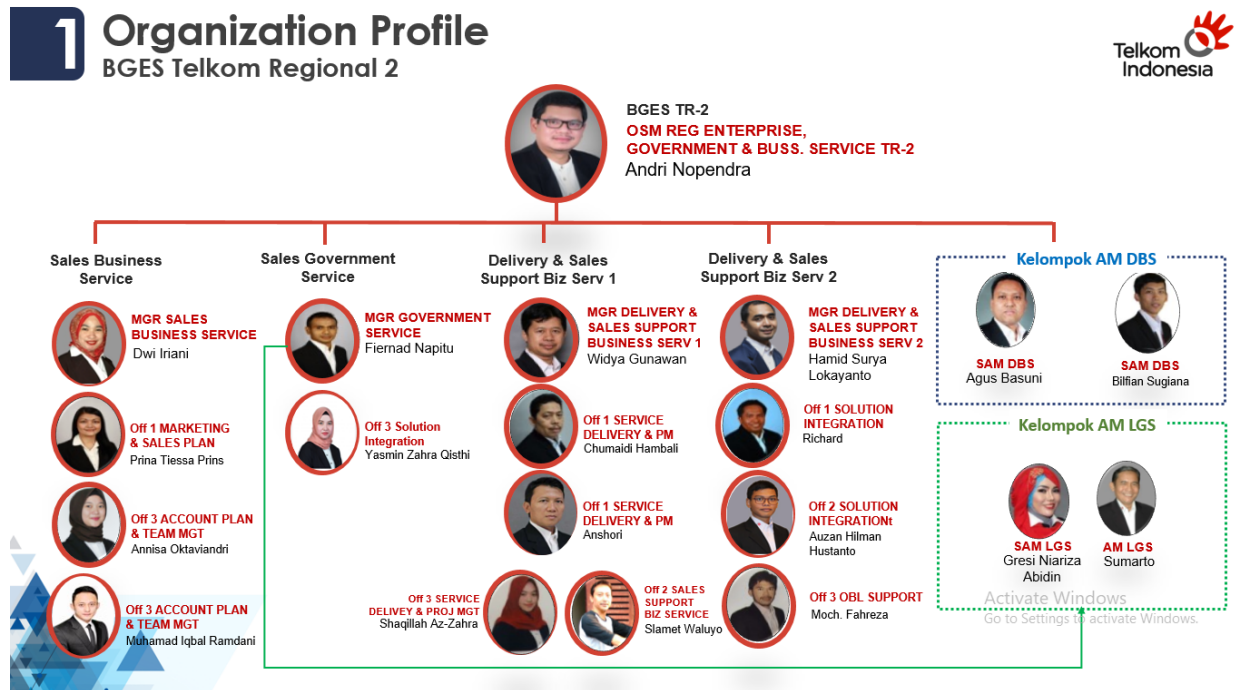 1
Organization Profile
BGES Telkom Regional 2
Telkom
Indonesia
BGES TR-2
OSM REG ENTERPRISE,
GOVERNMENT & BUSS. SERVICE TR-2
Andri Nopendra
Sales Business
Service
MGR SALES
BUSINESS SERVICE
Dwi Iriani
Off 1 MARKETING
& SALES PLAN
Prina Tiessa Prins
Off 3 ACCOUNT PLAN
& TEAM MGT
Annisa Oktaviandri
Off 3 ACCOUNT PLAN
& TEAM MGT
Muhamad Iqbal Ramdani
Sales Government
Service
MGR GOVERNMENT
SERVICE
Fiernad Napitu
Off 3 Solution
Integration
Yasmin Zahra Qisthi
Delivery & Sales
Support Biz Serv 1
MGR DELIVERY &
SALES SUPPORT
BUSINESS SERV 1
Widya Gunawan
Off 1 SERVICE
DELIVERY & PM
Chumaidi Hambali
Off 1 SERVICE
DELIVERY & PM
Anshori
Off 3 SERVICE
DELIVEY & PROJ MGT
Shaqillah Az-Zahra
Off 2 SALES
SUPPORT
BIZ SERVICE
Slamet Waluyo
Delivery & Sales
Support Biz Serv 2
MGR DELIVERY &
SALES SUPPORT
BUSINESS SERV 2
Hamid Surya
Lokayanto
Off 1 SOLUTION
INTEGRATION
Richard
Off 2 SOLUTION
INTEGRATIONt
Auzan Hilman
Hustanto
Off 3 OBL SUPPORT
Moch. Fahreza
Kelompok AM DBS
SAM DBS
Agus Basuni
SAM DBS
Bilfian Sugiana
Kelompok AM LGS
SAM LGS
Gresi Niariza
Abidin
AM LGS
Sumarto
Activate Windows
Go to Settings to activate Windows.